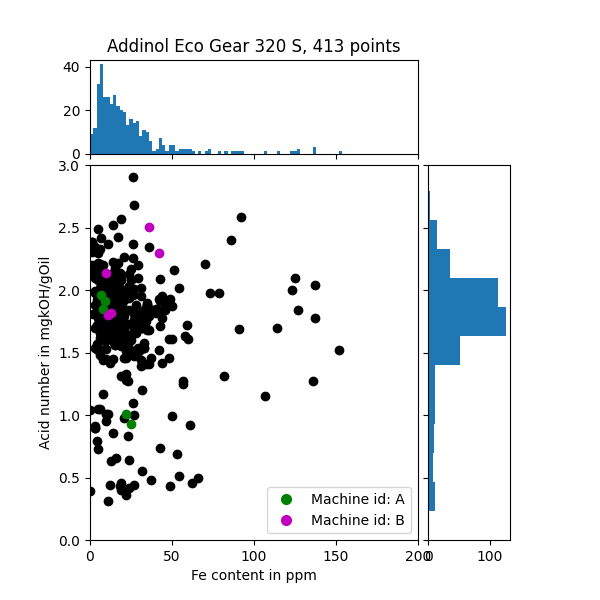 Addinol Eco Gear 320 S, 413 points
40
20
0
3.0
2.5
2.0
1.5
1.0
0.5
0.0
Acid number in mgkOH/gOil
Machine id: A
Machine id: B
0 50 100 150 200 0 100
Fe content in ppm